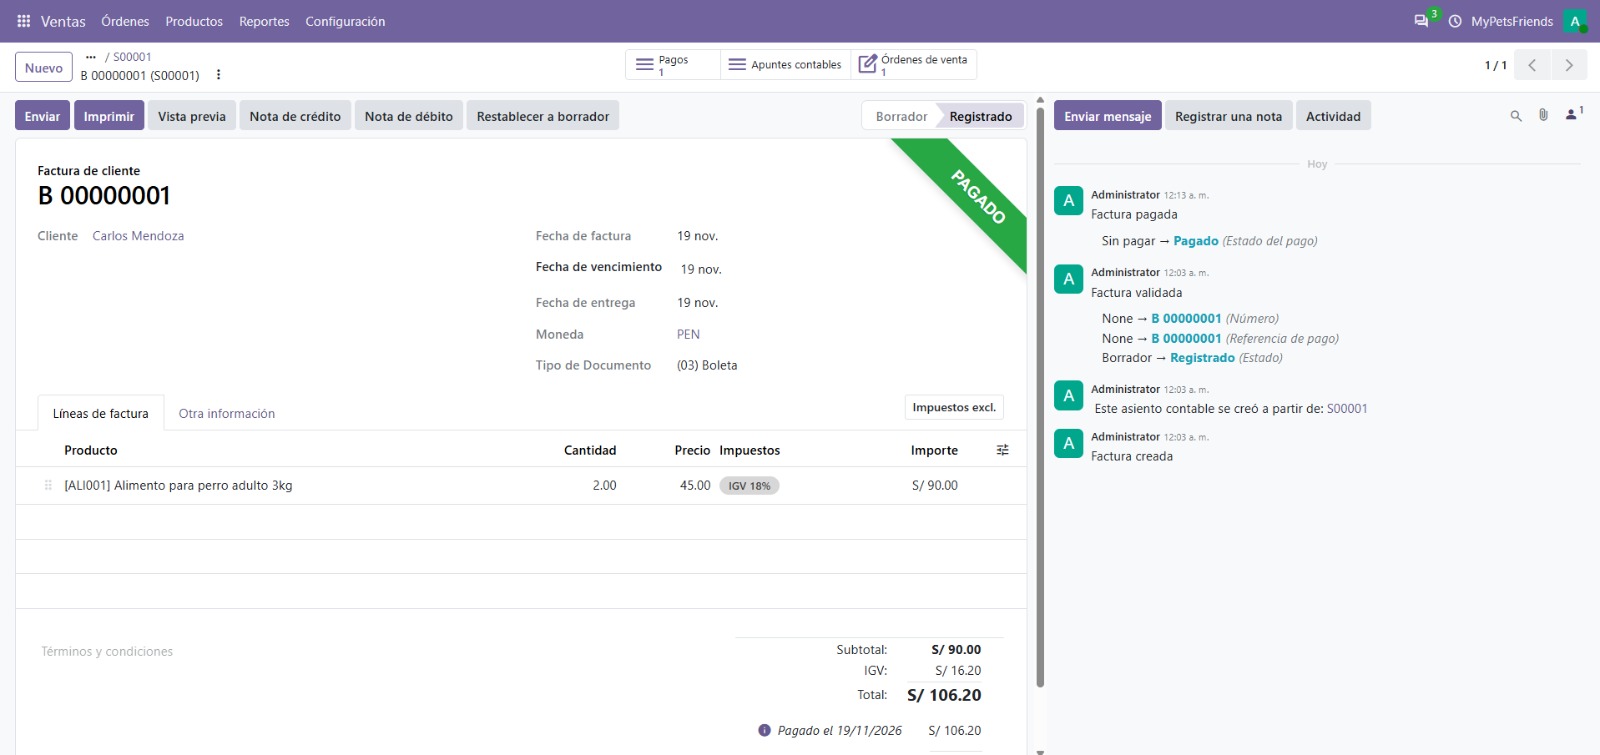 Ventas Órdenes Productos Reportes Configuración 3 MyPetsFriends A
Nuevo ... / S00001
B 00000001 (S00001)
Pagos 1
Apuntes contables
Órdenes de venta 1
1 / 1
Enviar Imprimir Vista previa Nota de crédito Nota de débito Restablecer a borrador Borrador Registrado
Factura de cliente
B 00000001
PAGADO
Cliente Carlos Mendoza
Fecha de factura 19 nov.
Fecha de vencimiento 19 nov.
Fecha de entrega 19 nov.
Moneda PEN
Tipo de Documento (03) Boleta
Líneas de factura Otra información Impuestos excl.
Producto Cantidad Precio Impuestos Importe
[ALI001] Alimento para perro adulto 3kg 2.00 45.00 IGV 18% S/ 90.00
Términos y condiciones
Subtotal: S/ 90.00
IGV: S/ 16.20
Total: S/ 106.20
Pagado el 19/11/2026 S/ 106.20
Enviar mensaje Registrar una nota Actividad 1
Hoy
A Administrator 12:13 a. m.
Factura pagada
Sin pagar → Pagado (Estado del pago)
A Administrator 12:03 a. m.
Factura validada
None → B 00000001 (Número)
None → B 00000001 (Referencia de pago)
Borrador → Registrado (Estado)
A Administrator 12:03 a. m.
Este asiento contable se creó a partir de: S00001
A Administrator 12:03 a. m.
Factura creada